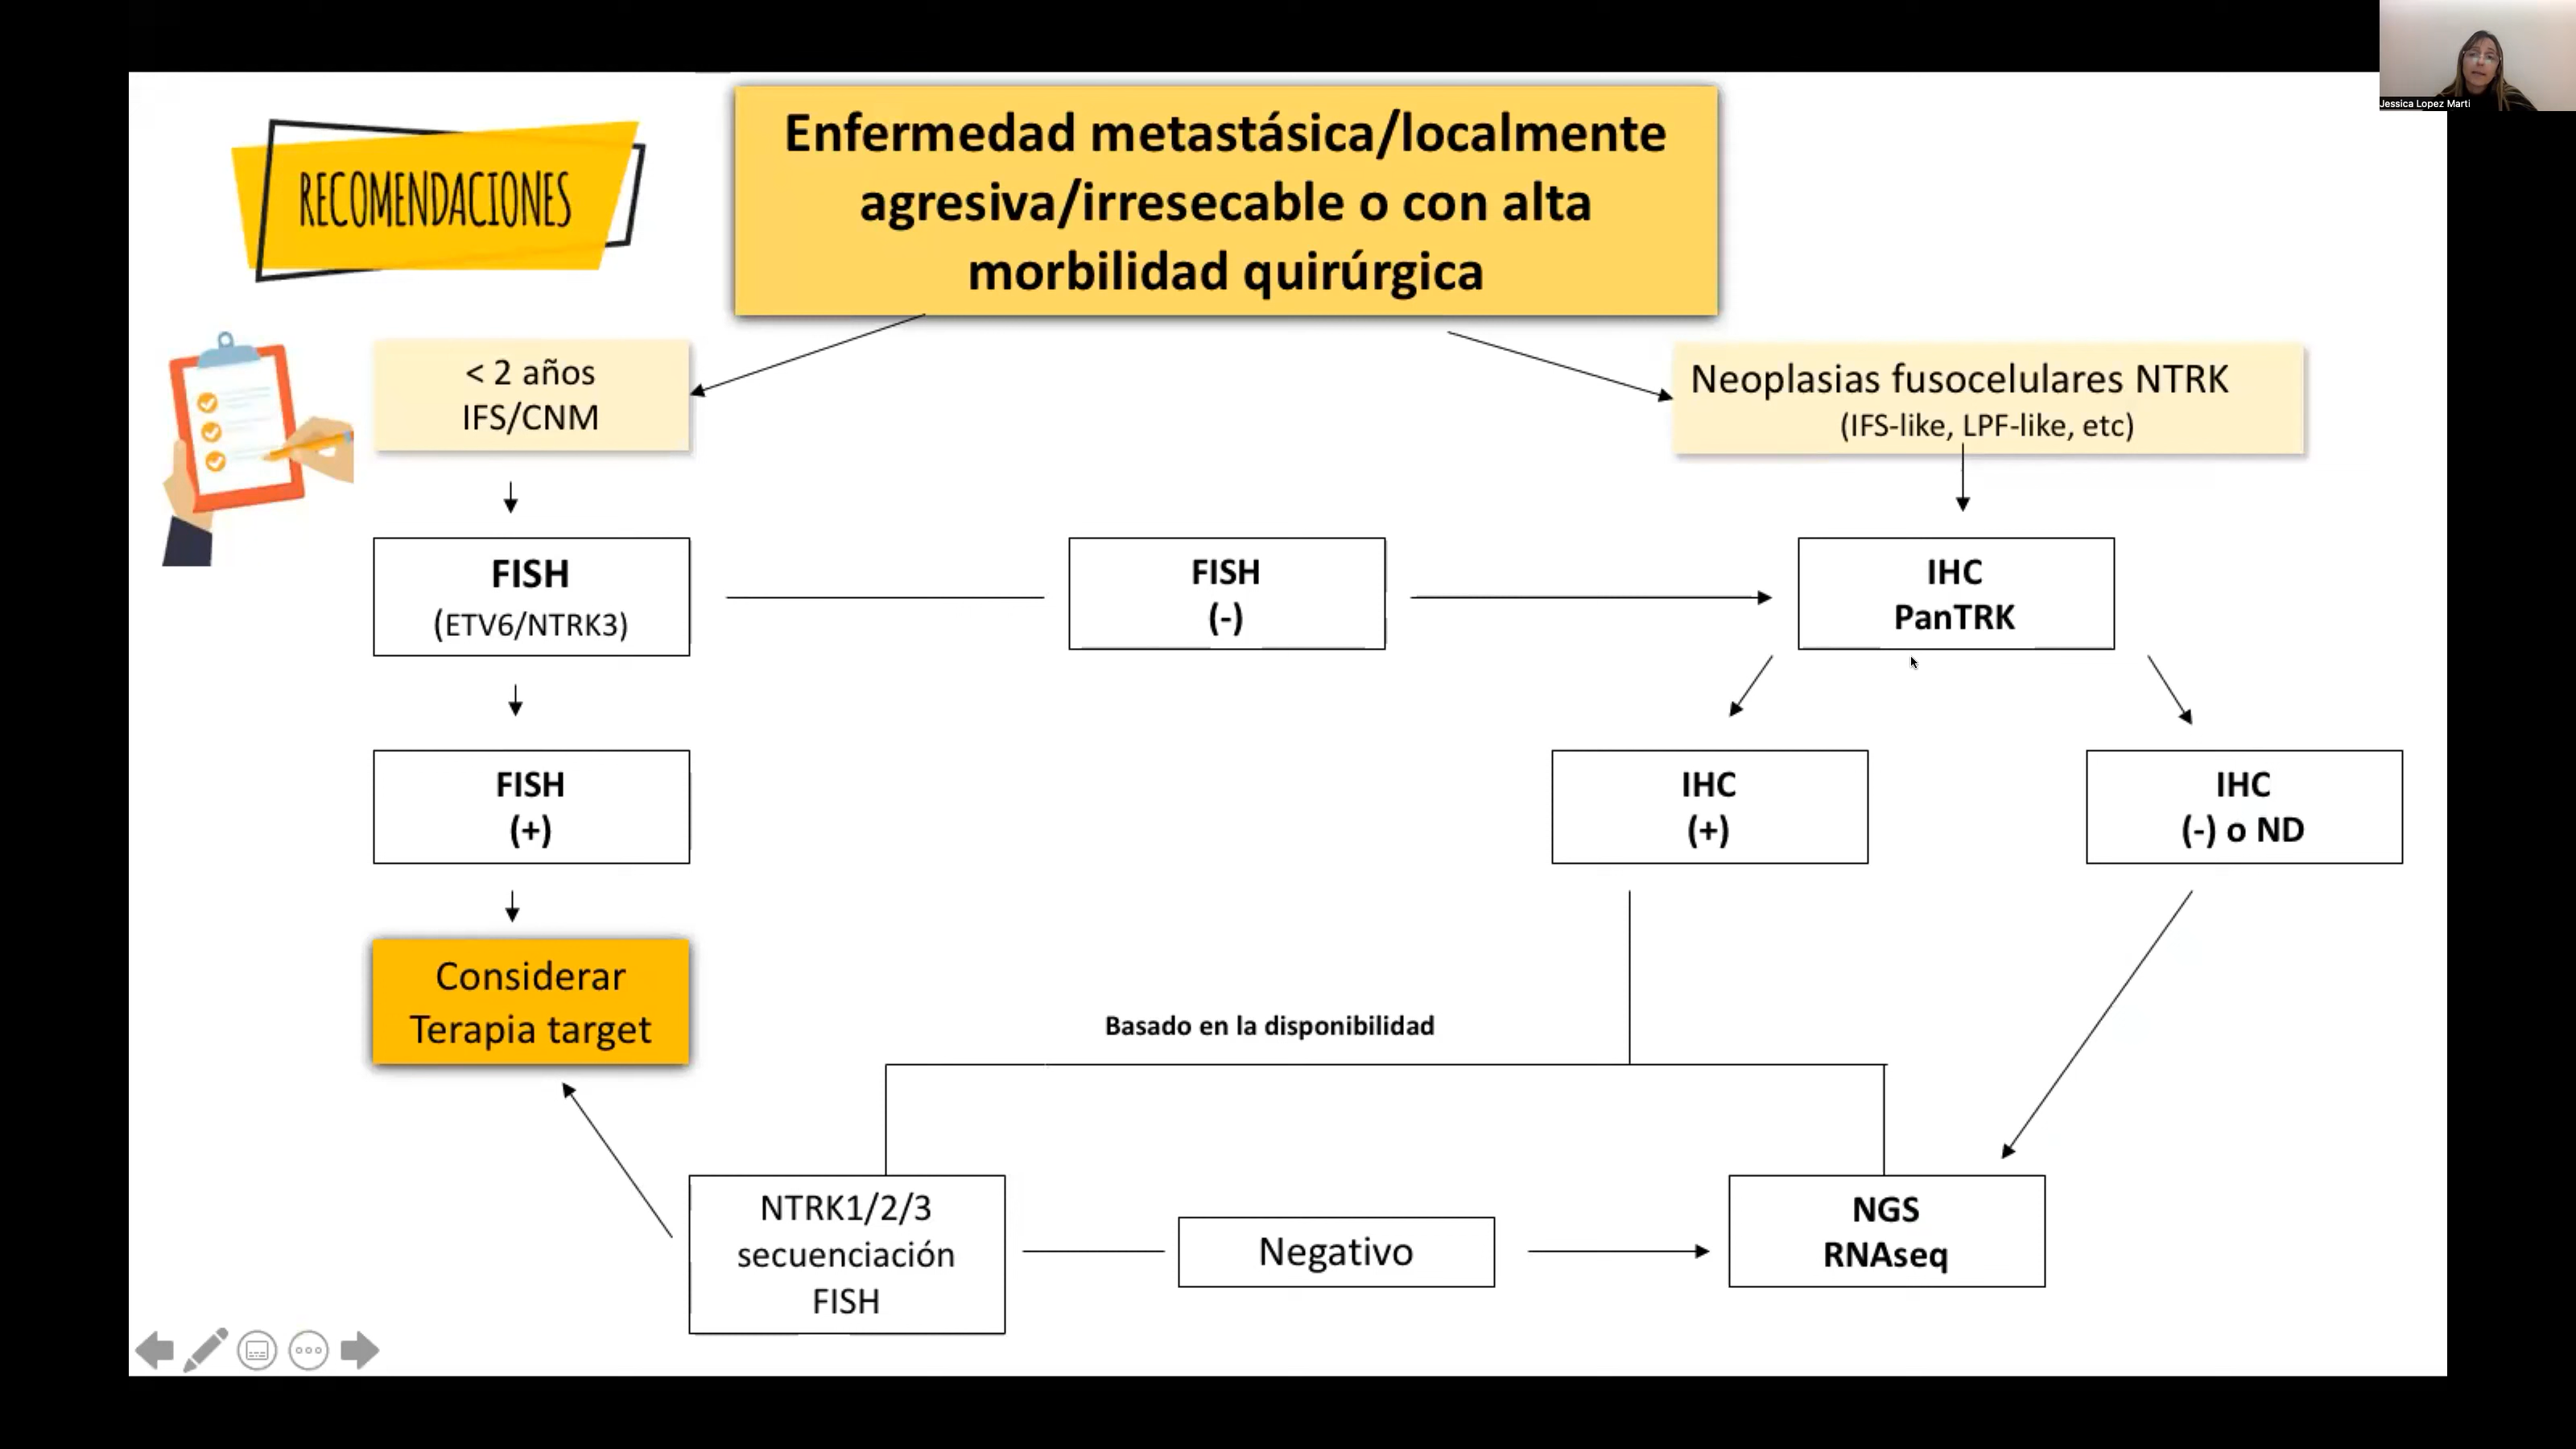 Jessica Lopez Marti
RECOMENDACIONES
Enfermedad metastásica/localmente
agresiva/irresecable o con alta
morbilidad quirúrgica
< 2 años
IFS/CNM
Neoplasias fusocelulares NTRK
(IFS-like, LPF-like, etc)
FISH
(ETV6/NTRK3)
FISH
(-)
IHC
PanTRK
FISH
(+)
IHC
(+)
IHC
(-) o ND
Considerar
Terapia target
Basado en la disponibilidad
NTRK1/2/3
secuenciación
FISH
Negativo
NGS
RNAseq